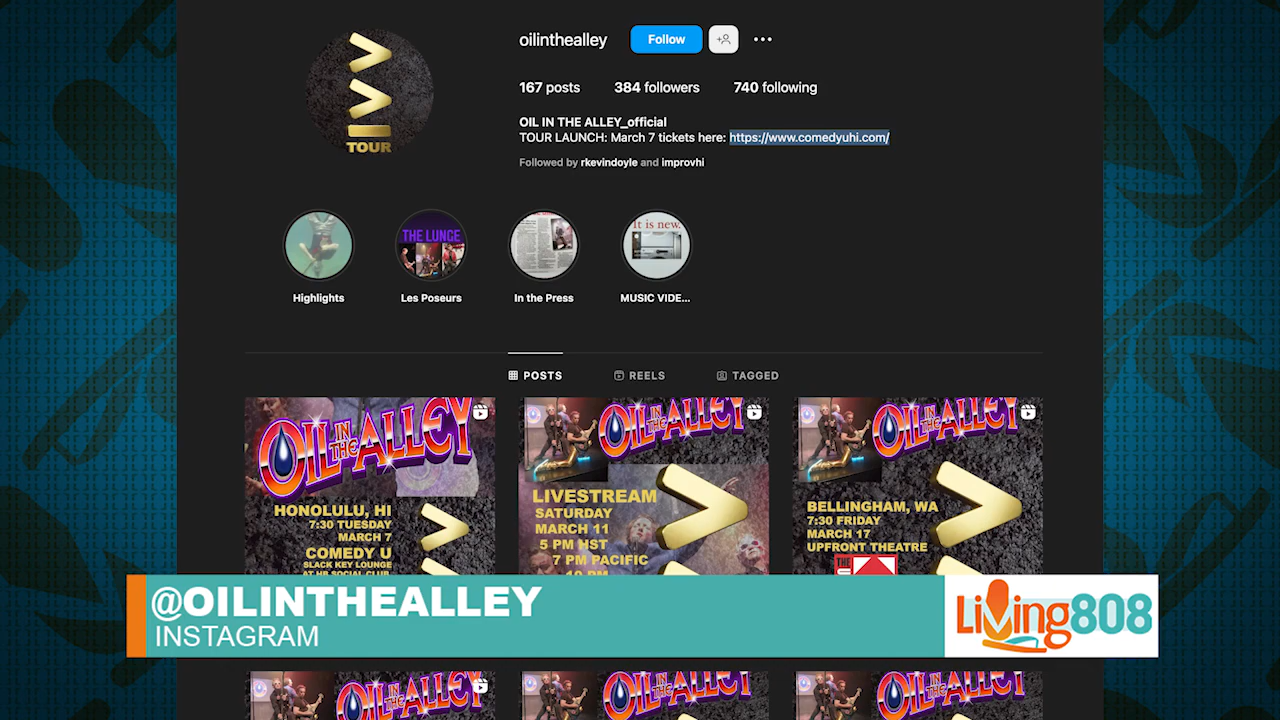 oilinthealley
Follow
167 posts
384 followers
740 following
OIL IN THE ALLEY_official
TOUR LAUNCH: March 7 tickets here: https://www.comedyuhi.com/
Followed by rkevindoyle and improvhi
TOUR
THE LUNGE
It is new.
Highlights
Les Poseurs
In the Press
MUSIC VIDE...
POSTS
REELS
TAGGED
OIL IN THE ALLEY
HONOLULU, HI
7:30 TUESDAY
MARCH 7
COMEDY U
SLACK KEY LOUNGE
AT HB SOCIAL CLUB
OIL IN THE ALLEY
LIVESTREAM
SATURDAY
MARCH 11
5 PM HST
7 PM PACIFIC
10 PM
OIL IN THE ALLEY
BELLINGHAM, WA
7:30 FRIDAY
MARCH 17
UPFRONT THEATRE
THE
@OILINTHEALLEY
INSTAGRAM
Living808
OIL IN THE ALLEY
OIL IN THE ALLEY
OIL IN THE ALLEY